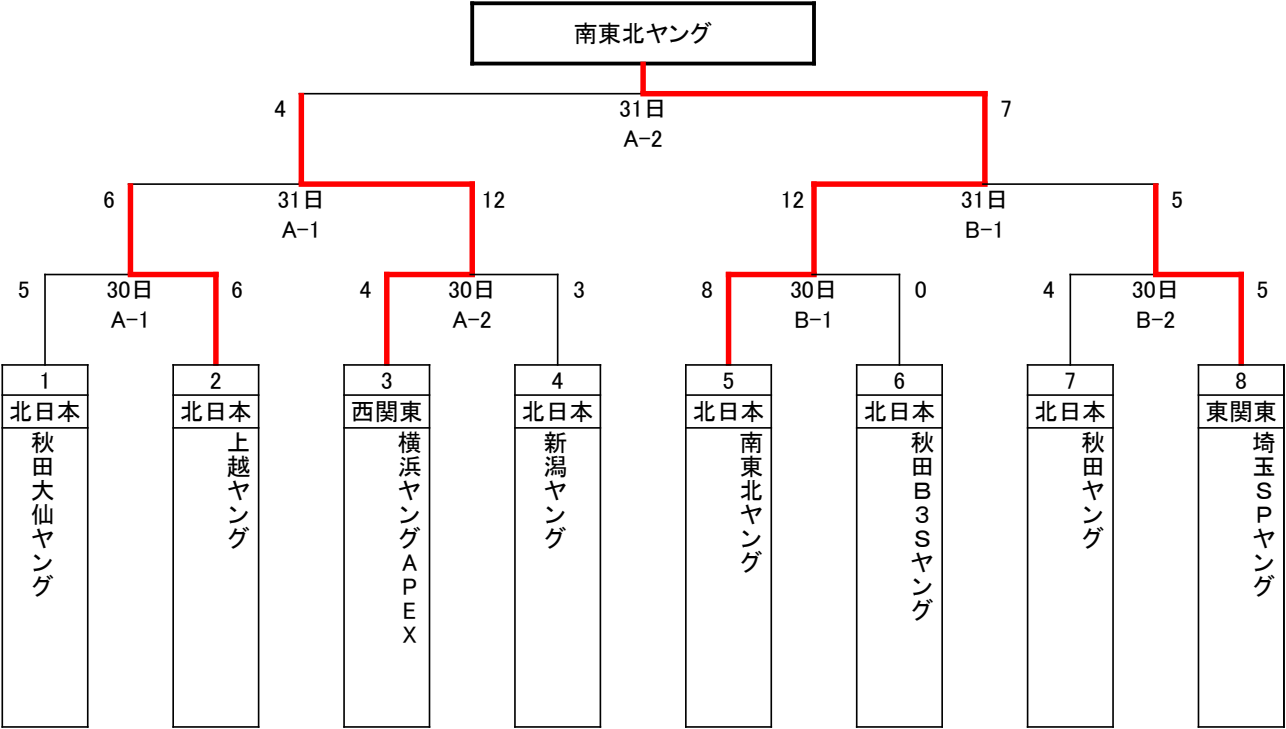 南東北ヤング
4 31日 7
A-2
6 31日 12 12 31日 5
A-1 B-1
5 30日 6 4 30日 3 8 30日 0 4 30日 5
A-1 A-2 B-1 B-2
1 2 3 4 5 6 7 8
北日本 北日本 西関東 北日本 北日本 北日本 北日本 東関東
秋田大仙ヤング
上越ヤング
横浜ヤングAPEX
新潟ヤング
南東北ヤング
秋田B3Sヤング
秋田ヤング
埼玉SPヤング